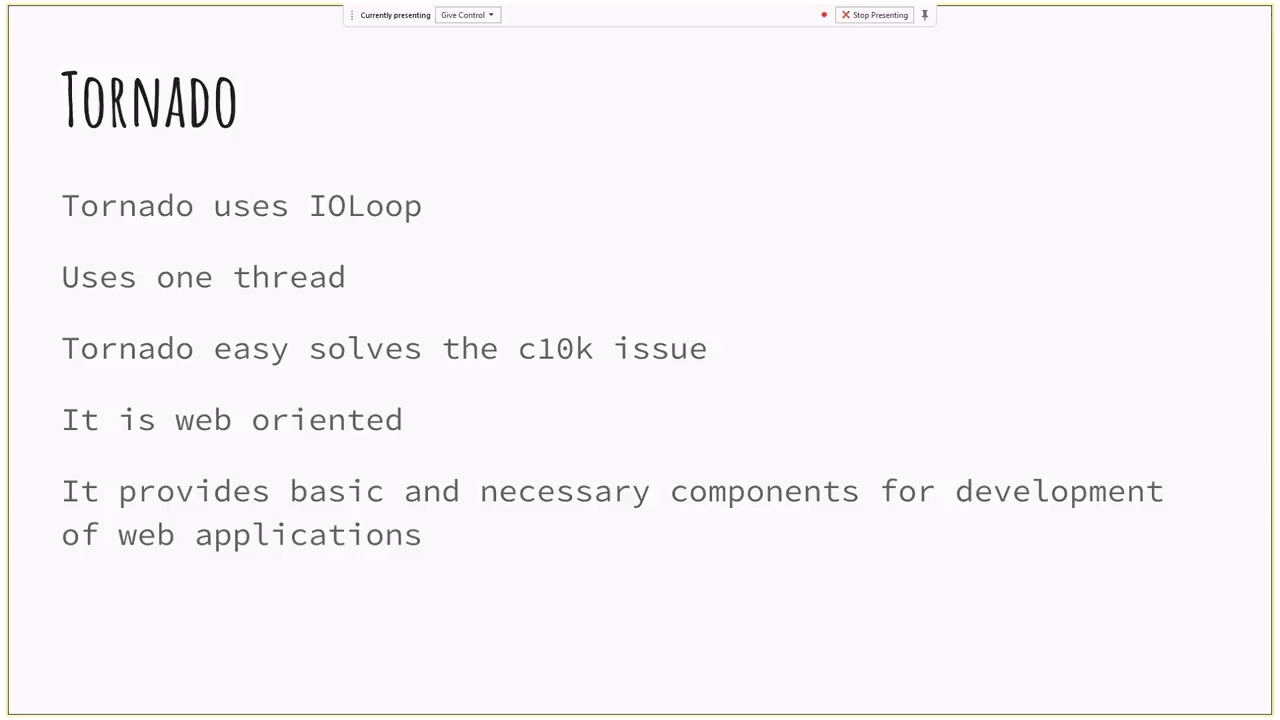 Currently presenting Give Control Stop Presenting
TORNADO
Tornado uses IOLoop
Uses one thread
Tornado easy solves the c10k issue
It is web oriented
It provides basic and necessary components for development
of web applications